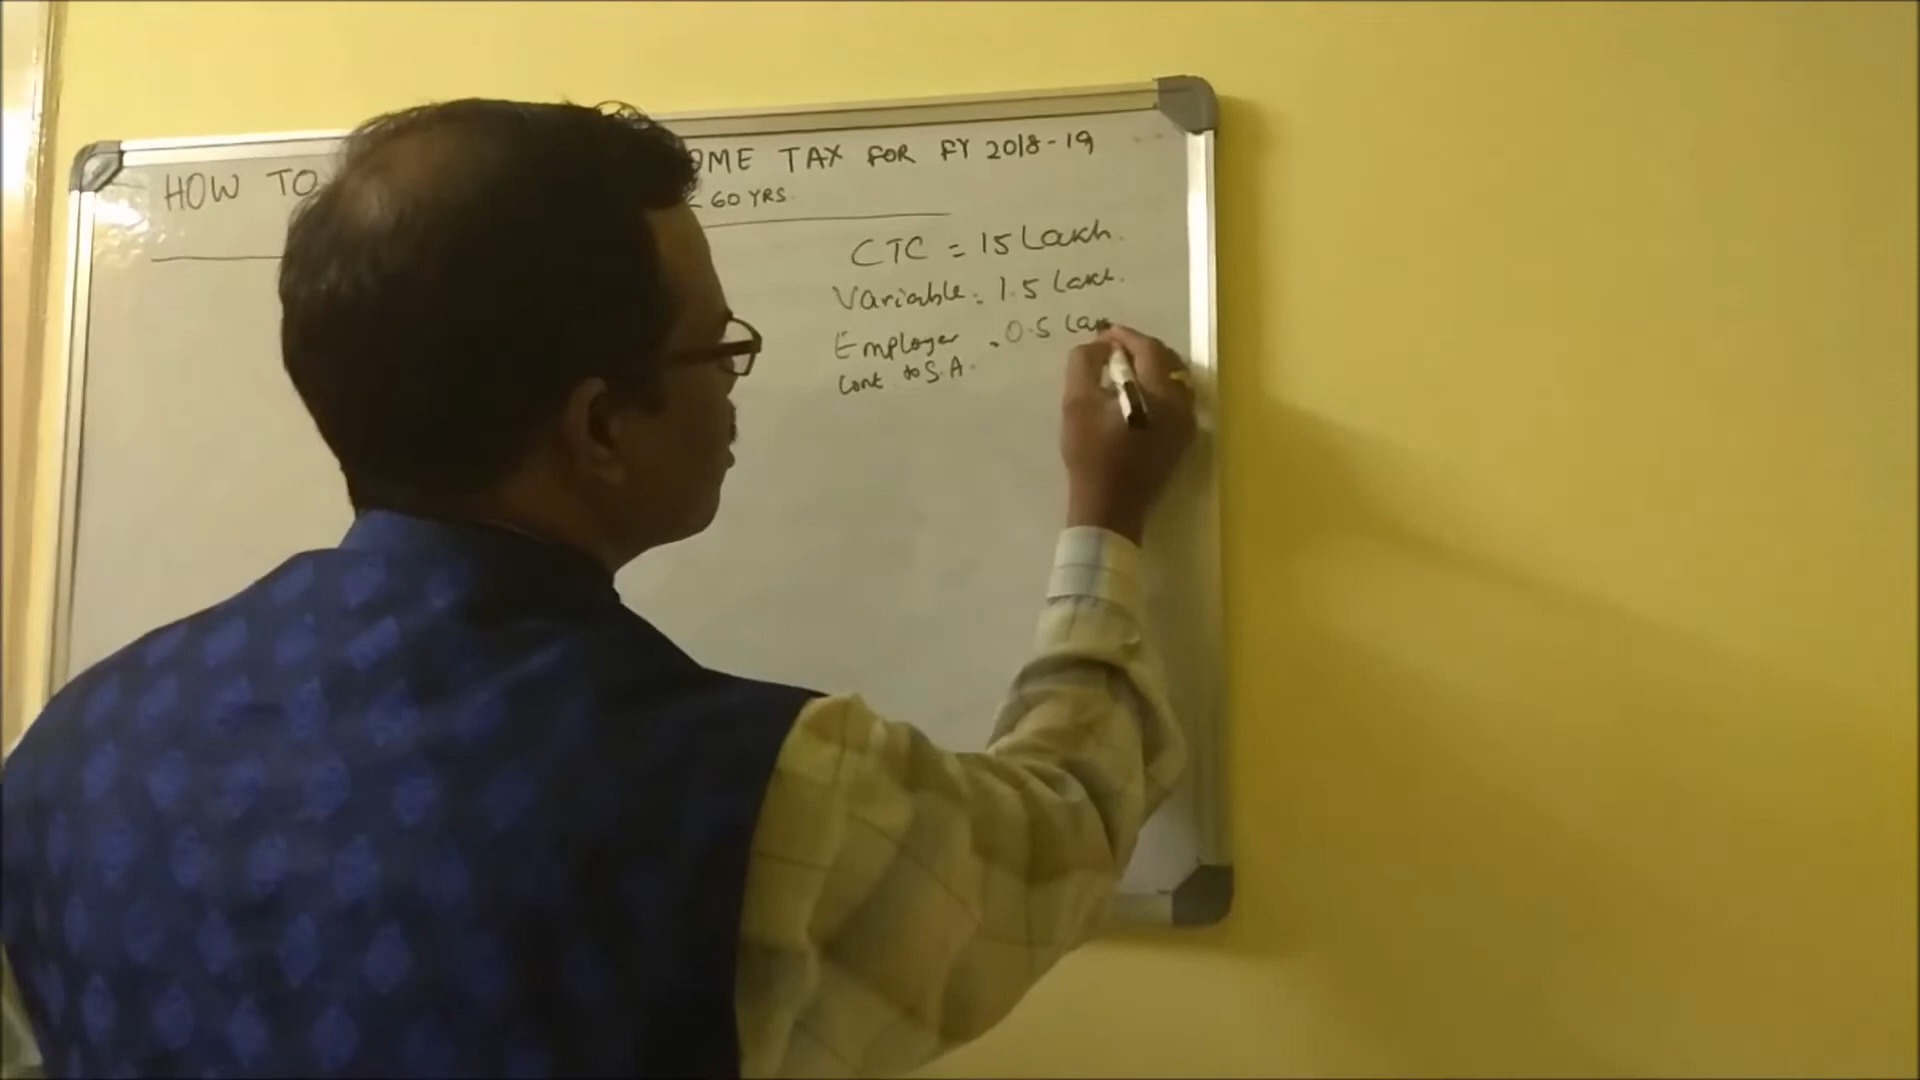 HOW TO OME TAX FOR FY 2018-19
< 60 YRS
CTC = 15 Lakh.
Variable = 1.5 Lakh.
Employer = 0.5 Lak
Cont to S.A.